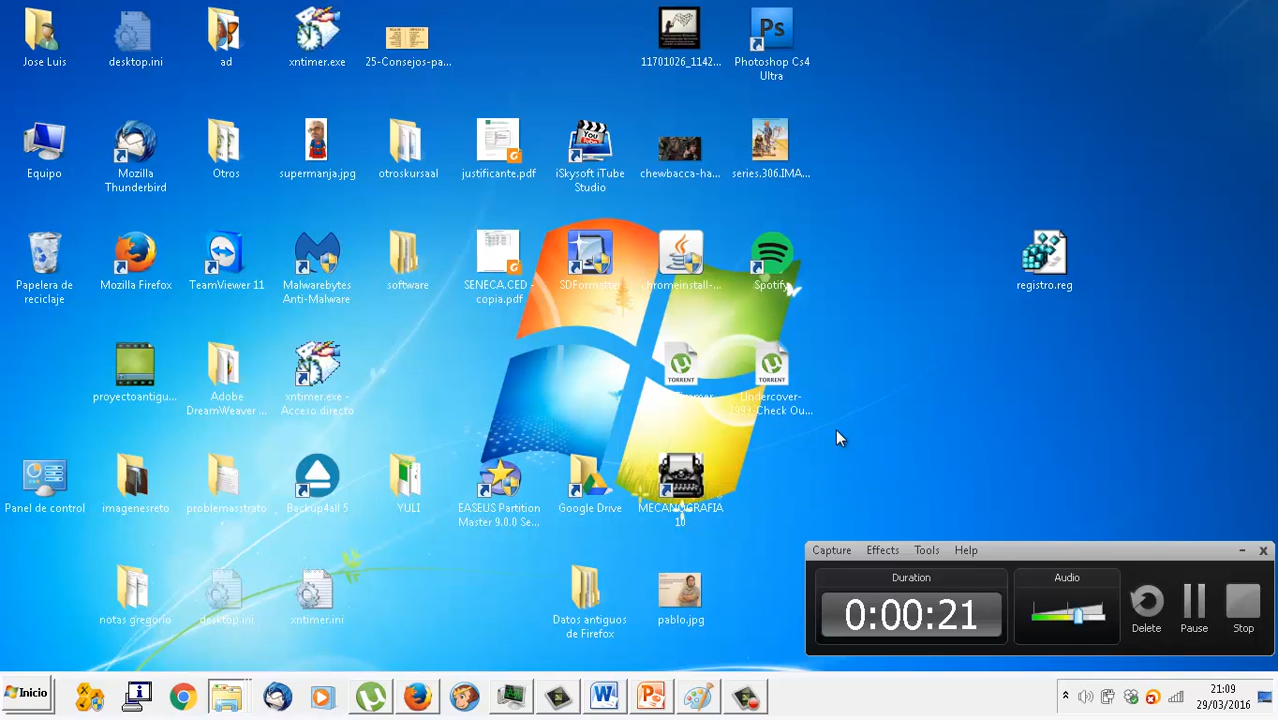 Jose Luis
desktop.ini
ad
xntimer.exe
25-Consejos-pa...
11701026_1142...
Photoshop Cs4
Ultra
Equipo
Mozilla
Thunderbird
Otros
supermanja.jpg
otroskursaal
justificante.pdf
iSkysoft iTube
Studio
chewbacca-ha...
series.306.IMA...
Papelera de
reciclaje
Mozilla Firefox
TeamViewer 11
Malwarebytes
Anti-Malware
software
SENECA.CED -
copia.pdf
SDFormatter
chromeinstall-...
Spotify
registro.reg
proyectoantigu...
Adobe
DreamWeaver ...
xntimer.exe -
Acceso directo
TORRENT
TORRENT
Undercover-
1993-Check Ou...
Panel de control
imagenesreto
problemasstrato
Backup4all 5
YULI
EASEUS Partition
Master 9.0.0 Se...
Google Drive
MECANOGRAFIA
10
notas gregorio
desktop.ini
xntimer.ini
Datos antiguos
de Firefox
pablo.jpg
Capture Effects Tools Help
Duration
Audio
0:00:21
Delete
Pause
Stop
Inicio
21:09
29/03/2016